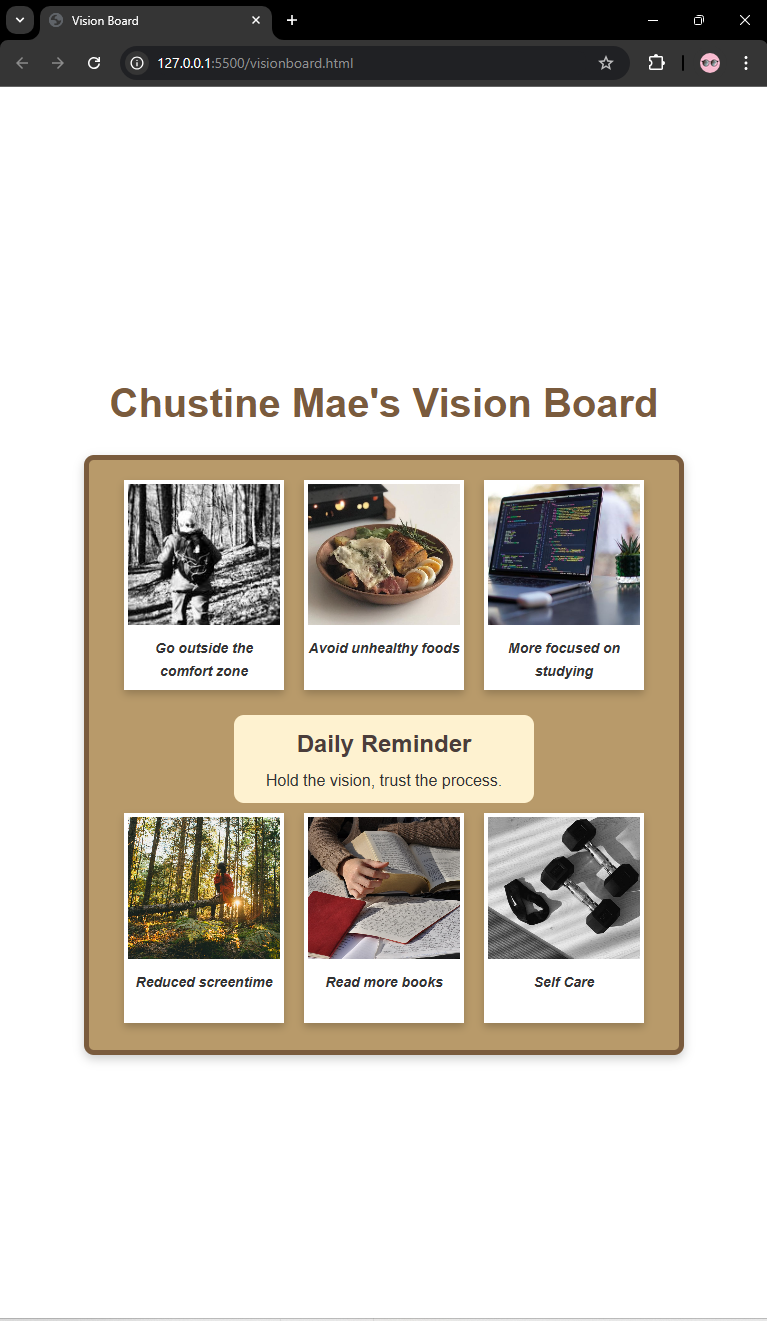 Vision Board
127.0.0.1:5500/visionboard.html
Chustine Mae's Vision Board
Go outside the
comfort zone
Avoid unhealthy foods
More focused on
studying
Daily Reminder
Hold the vision, trust the process.
Reduced screentime
Read more books
Self Care